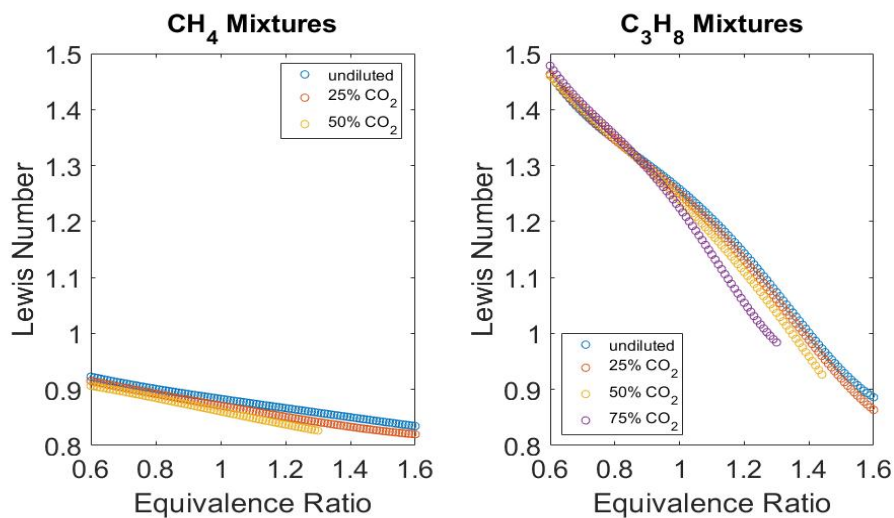 CH4 Mixtures
1.5
1.4
1.3
1.2
1.1
1
0.9
0.8
Lewis Number
undiluted
25% CO2
50% CO2
0.6 0.8 1 1.2 1.4 1.6
Equivalence Ratio
C3H8 Mixtures
1.5
1.4
1.3
1.2
1.1
1
0.9
0.8
Lewis Number
undiluted
25% CO2
50% CO2
75% CO2
0.6 0.8 1 1.2 1.4 1.6
Equivalence Ratio